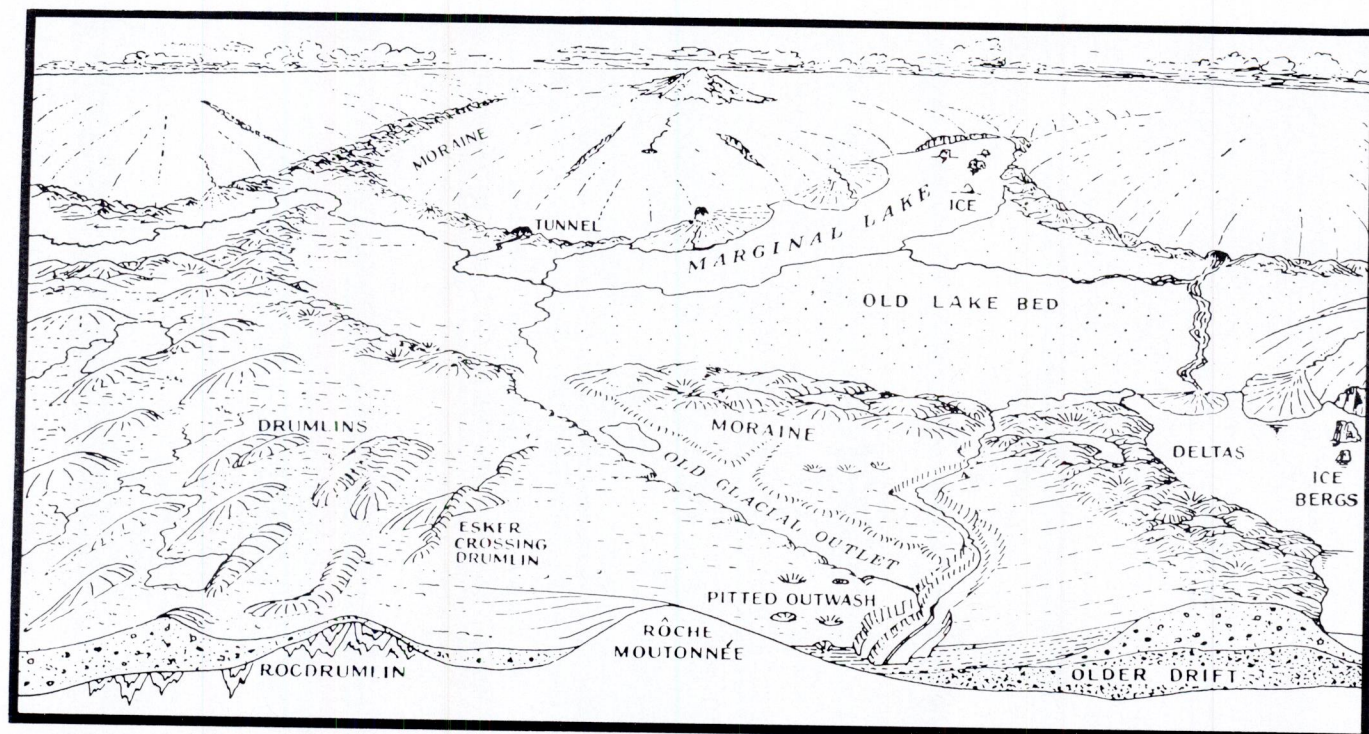 MORAINE
TUNNEL
MARGINAL LAKE
ICE
OLD LAKE BED
DRUMLINS
MORAINE
DELTAS
ICE
BERGS
OLD GLACIAL OUTLET
ESKER
CROSSING
DRUMLIN
PITTED OUTWASH
RÔCHE
MOUTONNÉE
ROCDRUMLIN
OLDER DRIFT